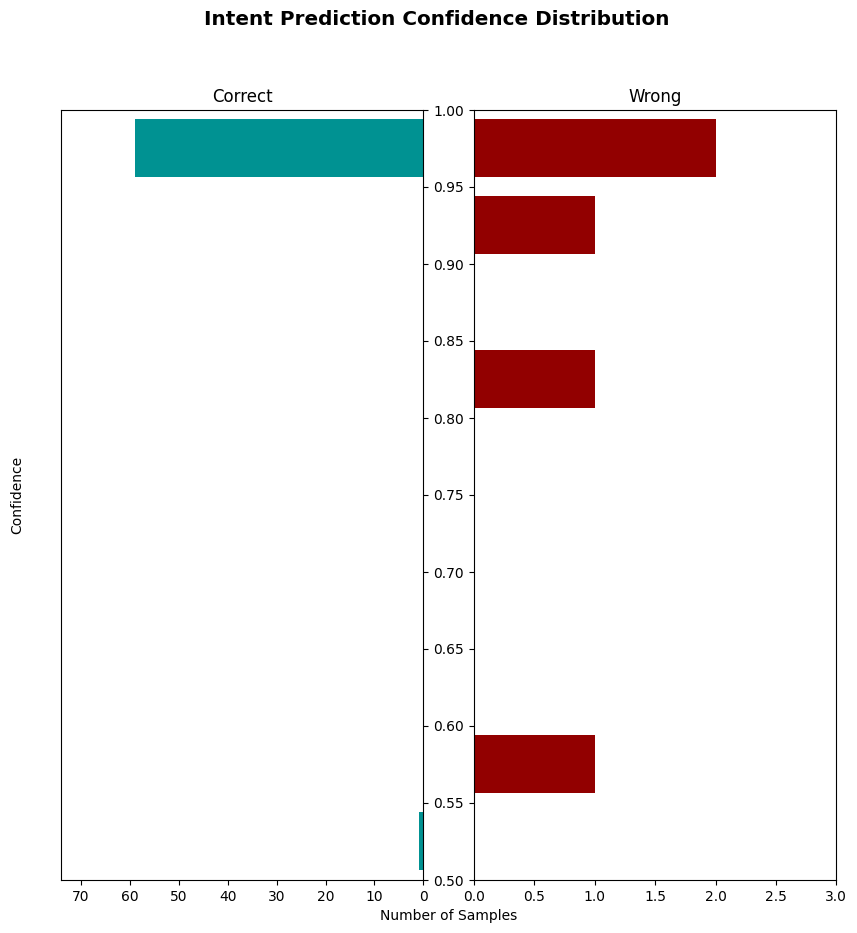 Intent Prediction Confidence Distribution
Correct
Wrong
1.00
0.95
0.90
0.85
0.80
0.75
0.70
0.65
0.60
0.55
0.50
Confidence
70 60 50 40 30 20 10 0
0.0 0.5 1.0 1.5 2.0 2.5 3.0
Number of Samples